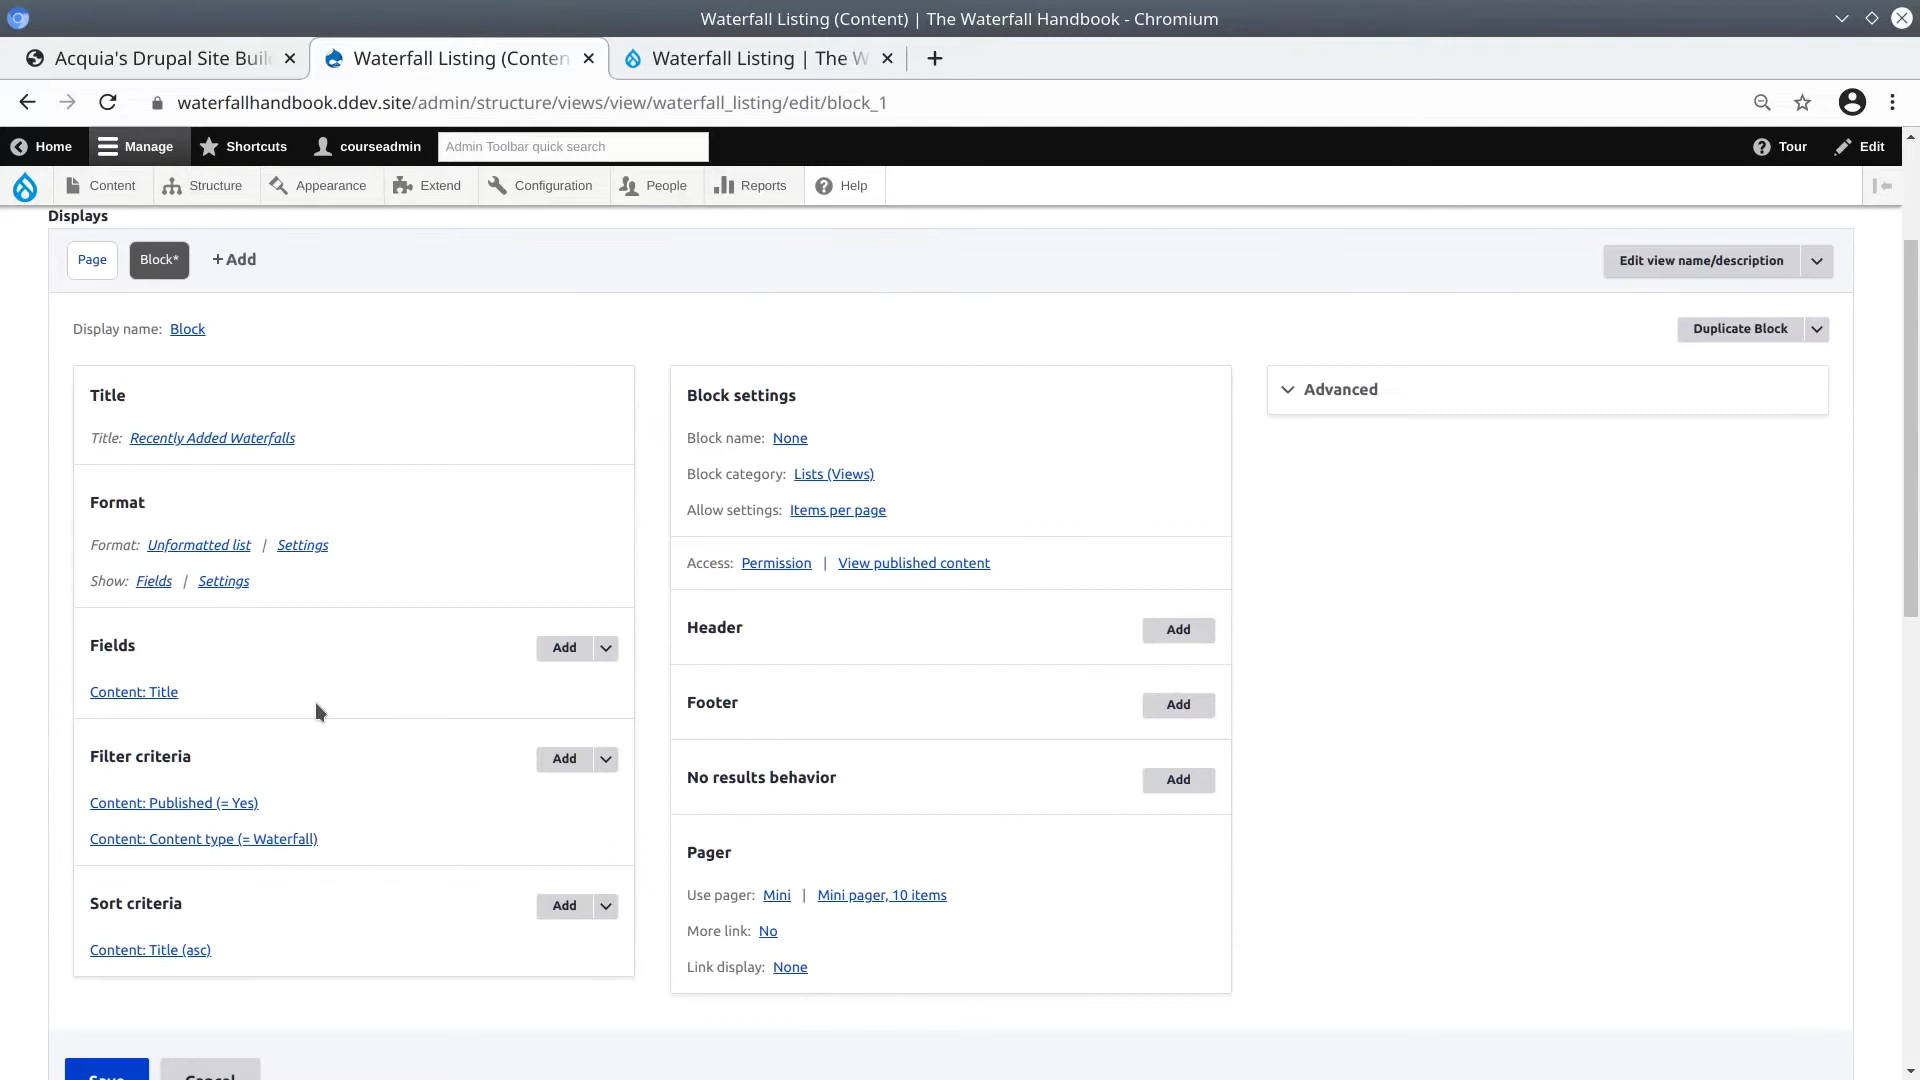 Waterfall Listing (Content) | The Waterfall Handbook - Chromium
Acquia's Drupal Site Buil
Waterfall Listing (Conten
Waterfall Listing | The W
waterfallhandbook.ddev.site/admin/structure/views/view/waterfall_listing/edit/block_1
Home
Manage
Shortcuts
courseadmin
Admin Toolbar quick search
Tour
Edit
Content
Structure
Appearance
Extend
Configuration
People
Reports
Help
Displays
Page
Block*
+ Add
Edit view name/description
Display name: Block
Duplicate Block
Title
Title: Recently Added Waterfalls
Format
Format: Unformatted list | Settings
Show: Fields | Settings
Fields
Add
Content: Title
Filter criteria
Add
Content: Published (= Yes)
Content: Content type (= Waterfall)
Sort criteria
Add
Content: Title (asc)
Block settings
Block name: None
Block category: Lists (Views)
Allow settings: Items per page
Access: Permission | View published content
Header
Add
Footer
Add
No results behavior
Add
Pager
Use pager: Mini | Mini pager, 10 items
More link: No
Link display: None
Advanced
Save
Cancel